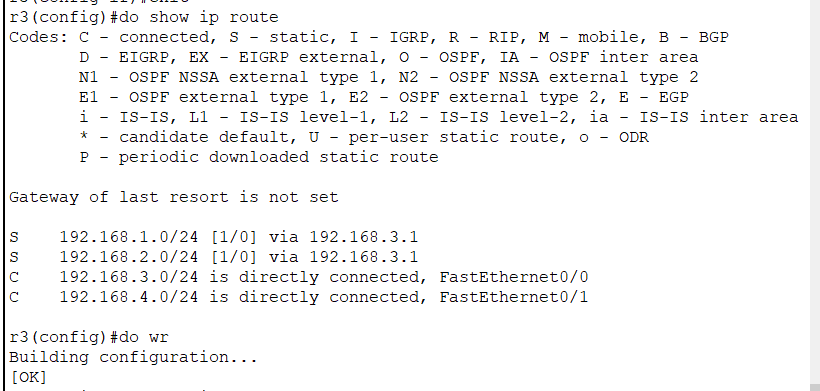 r3(config)#do show ip route
Codes: C - connected, S - static, I - IGRP, R - RIP, M - mobile, B - BGP
       D - EIGRP, EX - EIGRP external, O - OSPF, IA - OSPF inter area
       N1 - OSPF NSSA external type 1, N2 - OSPF NSSA external type 2
       E1 - OSPF external type 1, E2 - OSPF external type 2, E - EGP
       i - IS-IS, L1 - IS-IS level-1, L2 - IS-IS level-2, ia - IS-IS inter area
       * - candidate default, U - per-user static route, o - ODR
       P - periodic downloaded static route

Gateway of last resort is not set

S    192.168.1.0/24 [1/0] via 192.168.3.1
S    192.168.2.0/24 [1/0] via 192.168.3.1
C    192.168.3.0/24 is directly connected, FastEthernet0/0
C    192.168.4.0/24 is directly connected, FastEthernet0/1

r3(config)#do wr
Building configuration...
[OK]